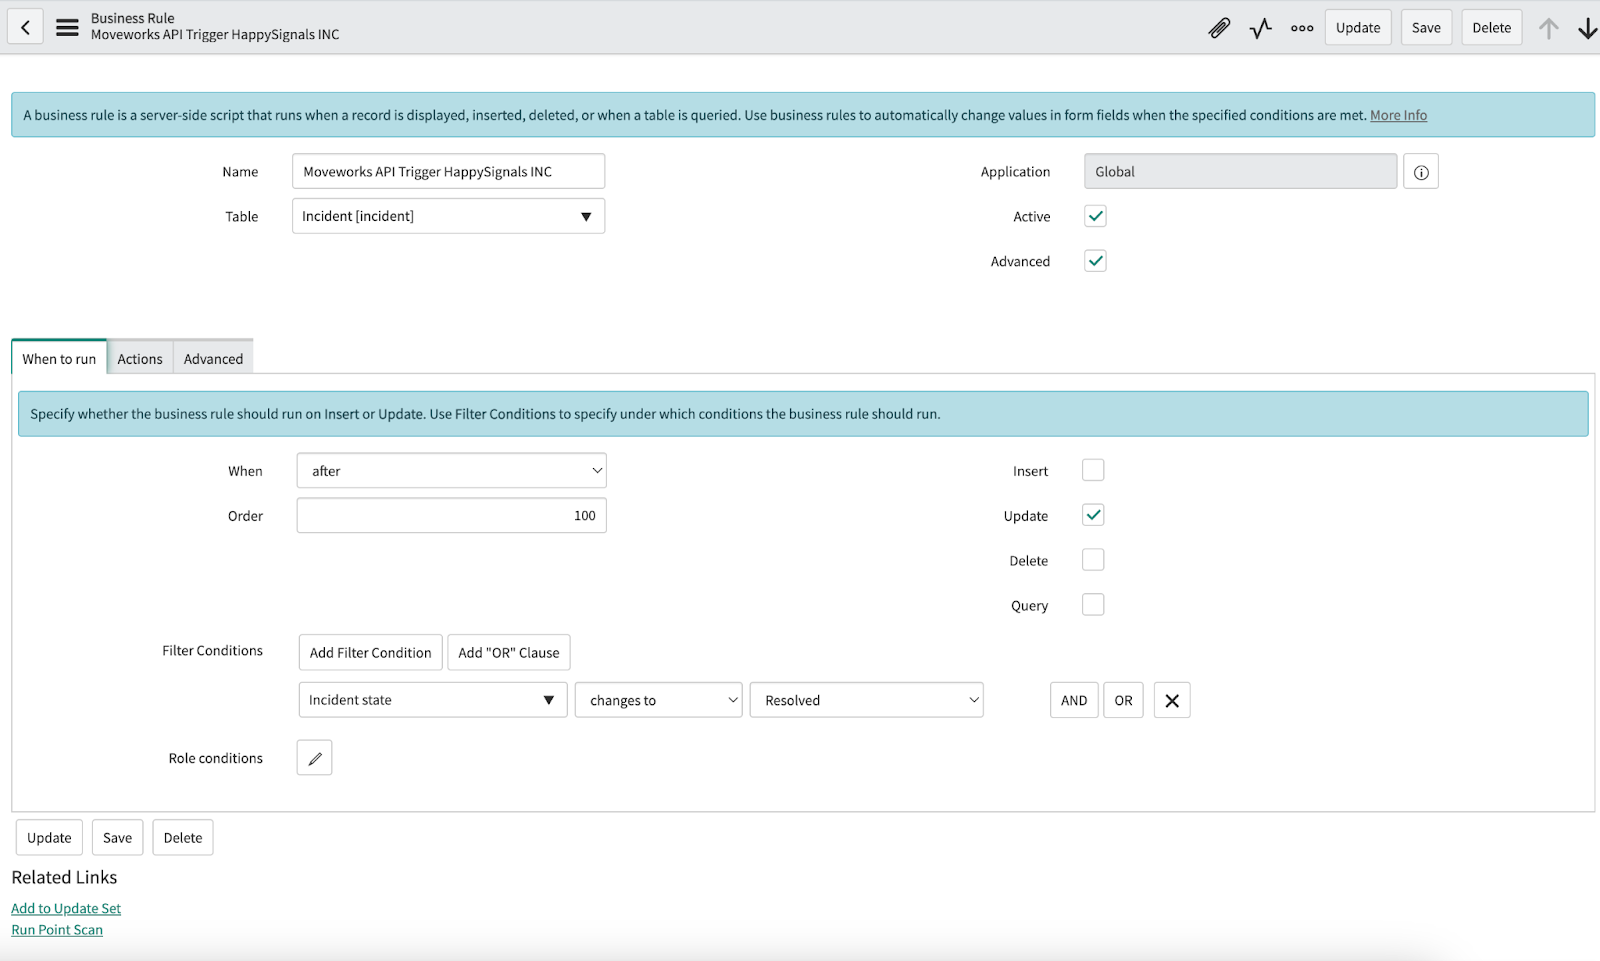 Business Rule
Moveworks API Trigger HappySignals INC
Update
Save
Delete
A business rule is a server-side script that runs when a record is displayed, inserted, deleted, or when a table is queried. Use business rules to automatically change values in form fields when the specified conditions are met. More Info
Name
Moveworks API Trigger HappySignals INC
Application
Global
Table
Incident [incident]
Active
Advanced
When to run
Actions
Advanced
Specify whether the business rule should run on Insert or Update. Use Filter Conditions to specify under which conditions the business rule should run.
When
after
Insert
Order
100
Update
Delete
Query
Filter Conditions
Add Filter Condition
Add "OR" Clause
Incident state
changes to
Resolved
AND
OR
Role conditions
Update
Save
Delete
Related Links
Add to Update Set
Run Point Scan